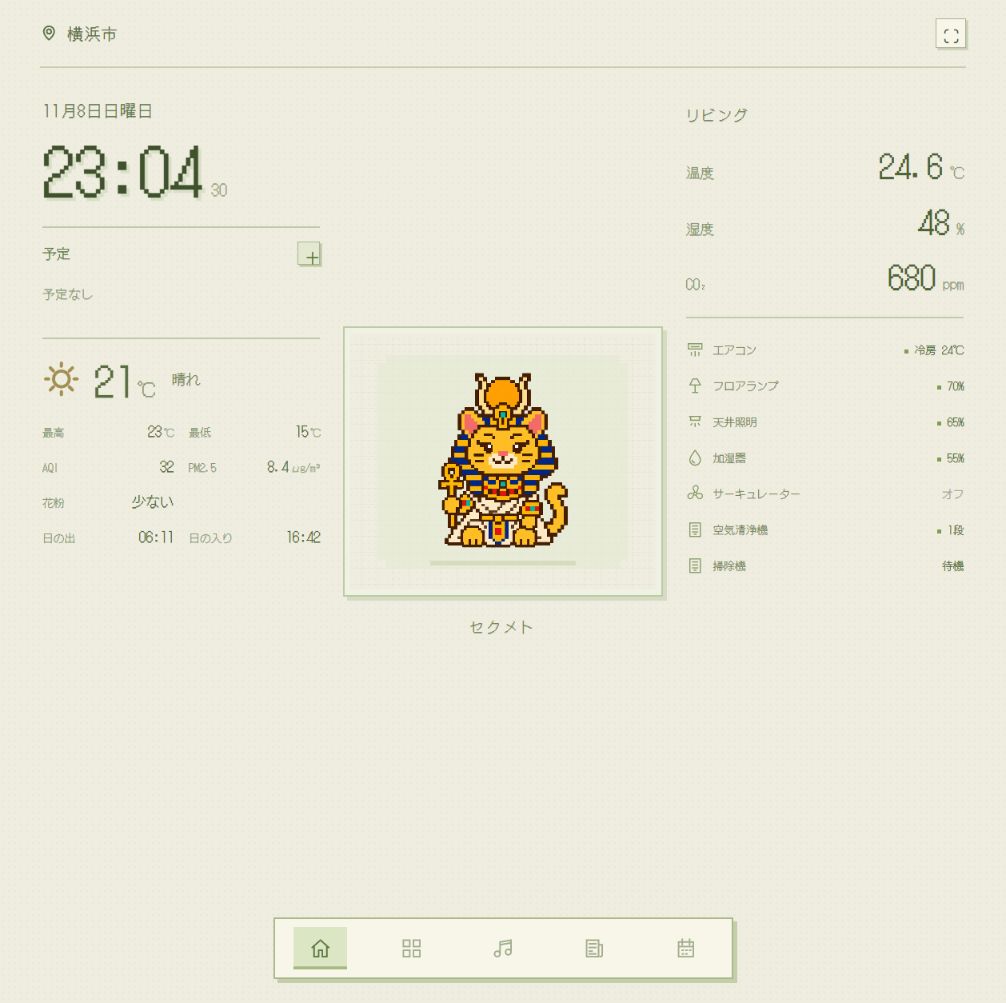 横浜市
11月8日日曜日
23:04 30
予定
予定なし
21℃ 晴れ
最高 23℃ 最低 15℃
AQI 32 PM2.5 8.4 μg/m³
花粉 少ない
日の出 06:11 日の入り 16:42
セクメト
リビング
温度 24.6 ℃
湿度 48 %
CO₂ 680 ppm
エアコン 冷房 24℃
フロアランプ 70%
天井照明 65%
加湿器 55%
サーキュレーター オフ
空気清浄機 1段
掃除機 待機